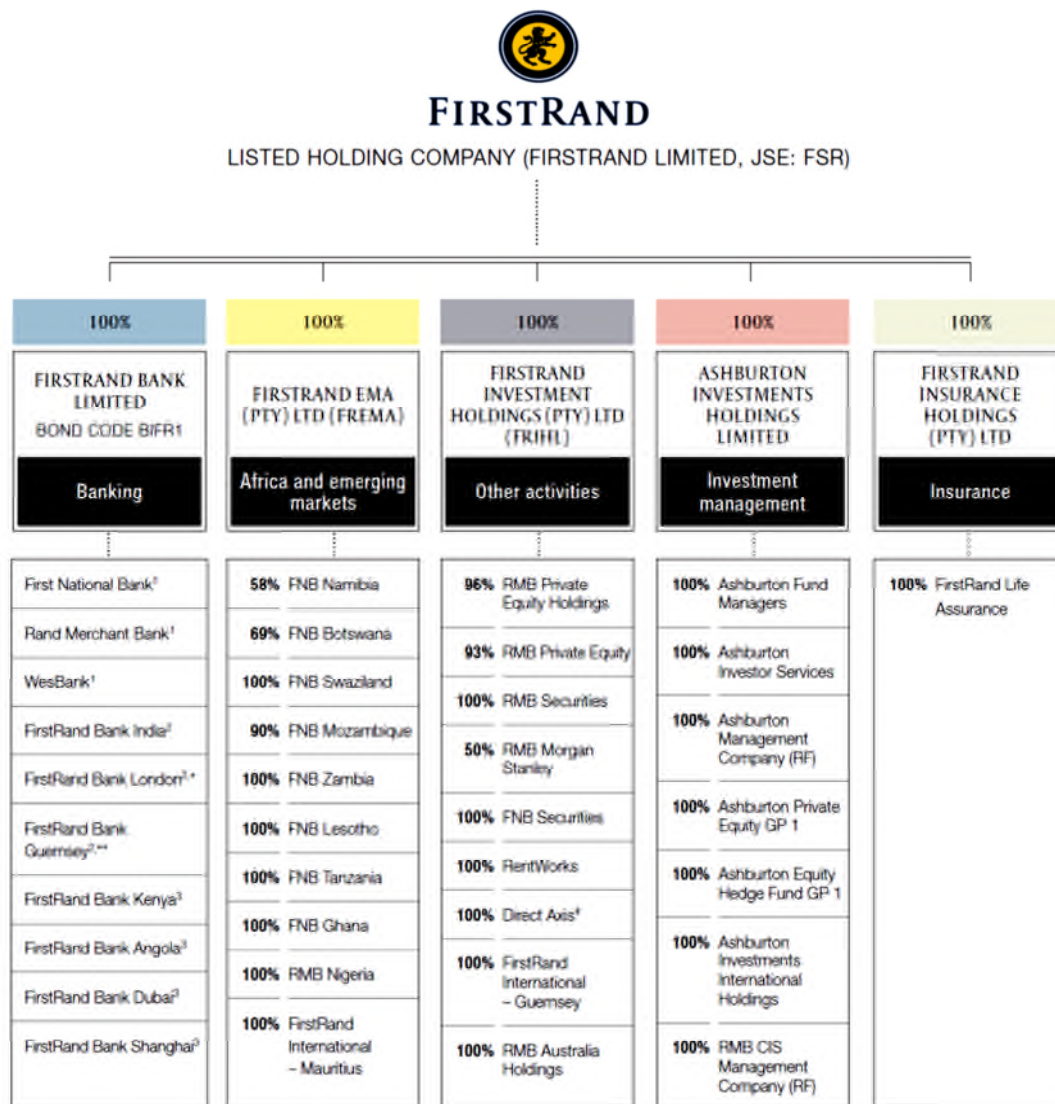 FIRSTRAND
LISTED HOLDING COMPANY (FIRSTRAND LIMITED, JSE: FSR)
100%
FIRSTRAND BANK
LIMITED
BOND CODE BIFR1
Banking
First National Bank¹
Rand Merchant Bank¹
WesBank¹
FirstRand Bank India²
FirstRand Bank London²,*
FirstRand Bank
Guernsey²,**
FirstRand Bank Kenya³
FirstRand Bank Angola³
FirstRand Bank Dubai³
FirstRand Bank Shanghai³
100%
FIRSTRAND EMA
(PTY) LTD (FREMA)
Africa and emerging
markets
58% FNB Namibia
69% FNB Botswana
100% FNB Swaziland
90% FNB Mozambique
100% FNB Zambia
100% FNB Lesotho
100% FNB Tanzania
100% FNB Ghana
100% RMB Nigeria
100% FirstRand
International
– Mauritius
100%
FIRSTRAND
INVESTMENT
HOLDINGS (PTY) LTD
(FRIHL)
Other activities
96% RMB Private
Equity Holdings
93% RMB Private Equity
100% RMB Securities
50% RMB Morgan
Stanley
100% FNB Securities
100% RentWorks
100% Direct Axis†
100% FirstRand
International
– Guernsey
100% RMB Australia
Holdings
100%
ASHBURTON
INVESTMENTS
HOLDINGS
LIMITED
Investment
management
100% Ashburton Fund
Managers
100% Ashburton
Investor Services
100% Ashburton
Management
Company (RF)
100% Ashburton Private
Equity GP 1
100% Ashburton Equity
Hedge Fund GP 1
100% Ashburton
Investments
International
Holdings
100% RMB CIS
Management
Company (RF)
100%
FIRSTRAND
INSURANCE
HOLDINGS
(PTY) LTD
Insurance
100% FirstRand Life
Assurance